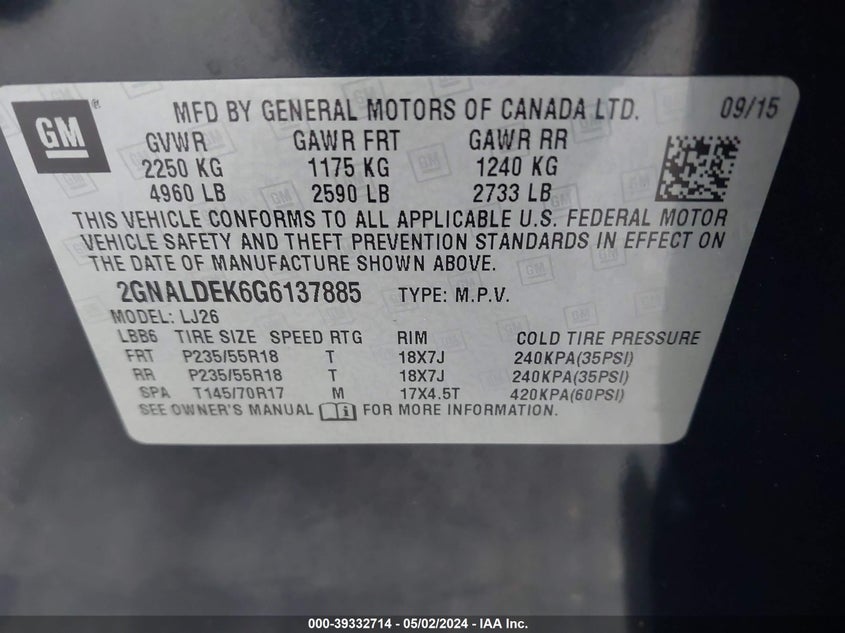 GM ® MFD BY GENERAL MOTORS OF CANADA LTD. 09/15
GVWR GAWR FRT GAWR RR
2250 KG 1175 KG 1240 KG
4960 LB 2590 LB 2733 LB
THIS VEHICLE CONFORMS TO ALL APPLICABLE U.S. FEDERAL MOTOR
VEHICLE SAFETY AND THEFT PREVENTION STANDARDS IN EFFECT ON
THE DATE OF MANUFACTURE SHOWN ABOVE.
2GNALDEK6G6137885 TYPE: M.P.V.
MODEL: LJ26
LBB6 TIRE SIZE SPEED RTG RIM COLD TIRE PRESSURE
FRT P235/55R18 T 18X7J 240KPA(35PSI)
RR P235/55R18 T 18X7J 240KPA(35PSI)
SPA T145/70R17 M 17X4.5T 420KPA(60PSI)
SEE OWNER'S MANUAL FOR MORE INFORMATION.
000-39332714 - 05/02/2024 - IAA Inc.